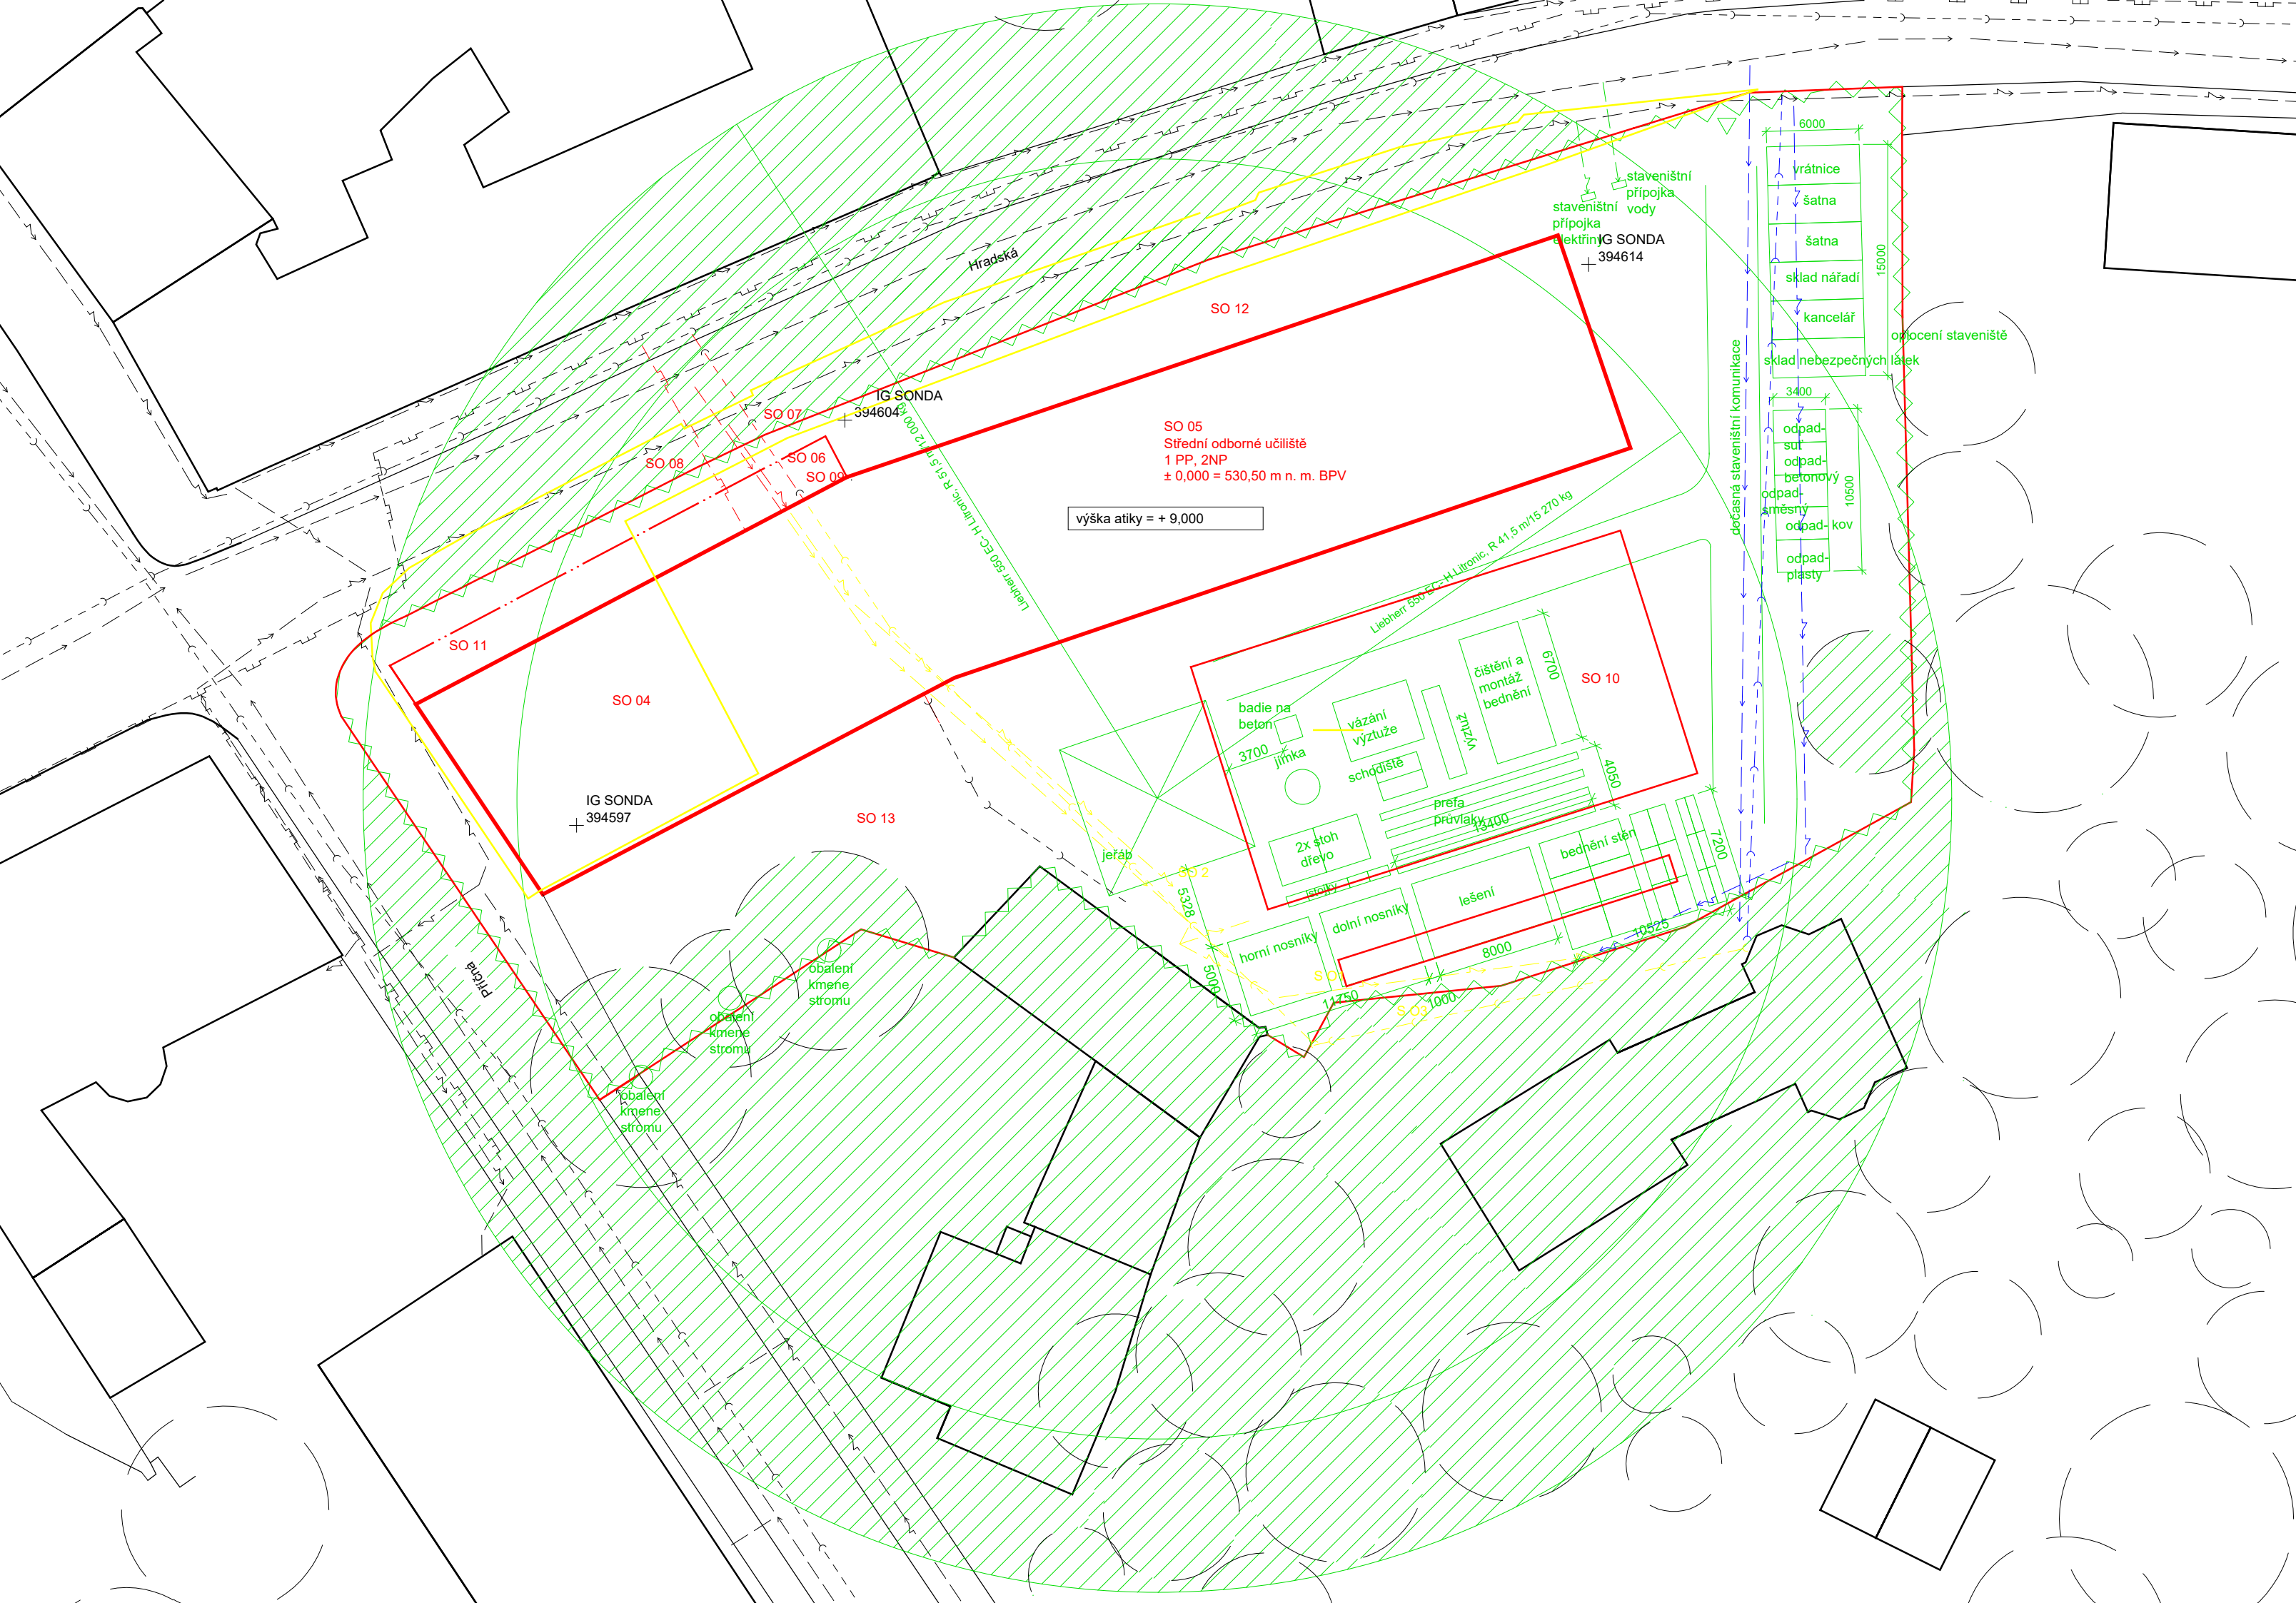 6000
vrátnice
šatna
šatna
sklad nářadí
kancelář
sklad nebezpečných látek
15000
oplocení staveniště
3400
odpad-
suť
odpad-
betonový
odpad-
směsný
odpad- kov
odpad-
plasty
10500
dočasná staveništní komunikace
staveništní
přípojka
vody
staveništní
přípojka
elektřiny
IG SONDA
394614
Hradská
SO 12
IG SONDA
394604
SO 07
SO 06
SO 08
SO 09
SO 05
Střední odborné učiliště
1 PP, 2NP
± 0,000 = 530,50 m n. m. BPV
výška atiky = + 9,000
Liebherr 550 EC- H Litronic, R 51,5 m/12 000 kg
Liebherr 550 EC- H Litronic, R 41,5 m/15 270 kg
SO 11
SO 04
IG SONDA
394597
SO 13
SO 10
badie na
beton
3700
jímka
vázání
výztuže
výztuž
čištění a
montáž
bednění
6700
schodiště
4050
prefa
průvlaky
13400
2x stoh
dřevo
stojky
jeřáb
SO 2
5328
5000
horní nosníky
dolní nosníky
lešení
bednění stěn
7200
10525
8000
1000
11750
S O3
obalení
kmene
stromu
obalení
kmene
stromu
obalení
kmene
stromu
Příčná